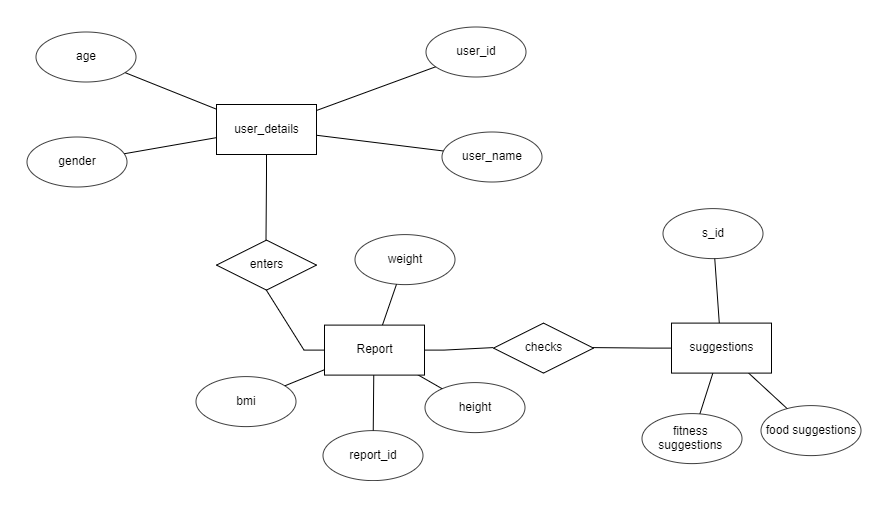 age
user_id
user_details
gender
user_name
s_id
enters
weight
Report
checks
suggestions
bmi
height
report_id
fitness
suggestions
food suggestions